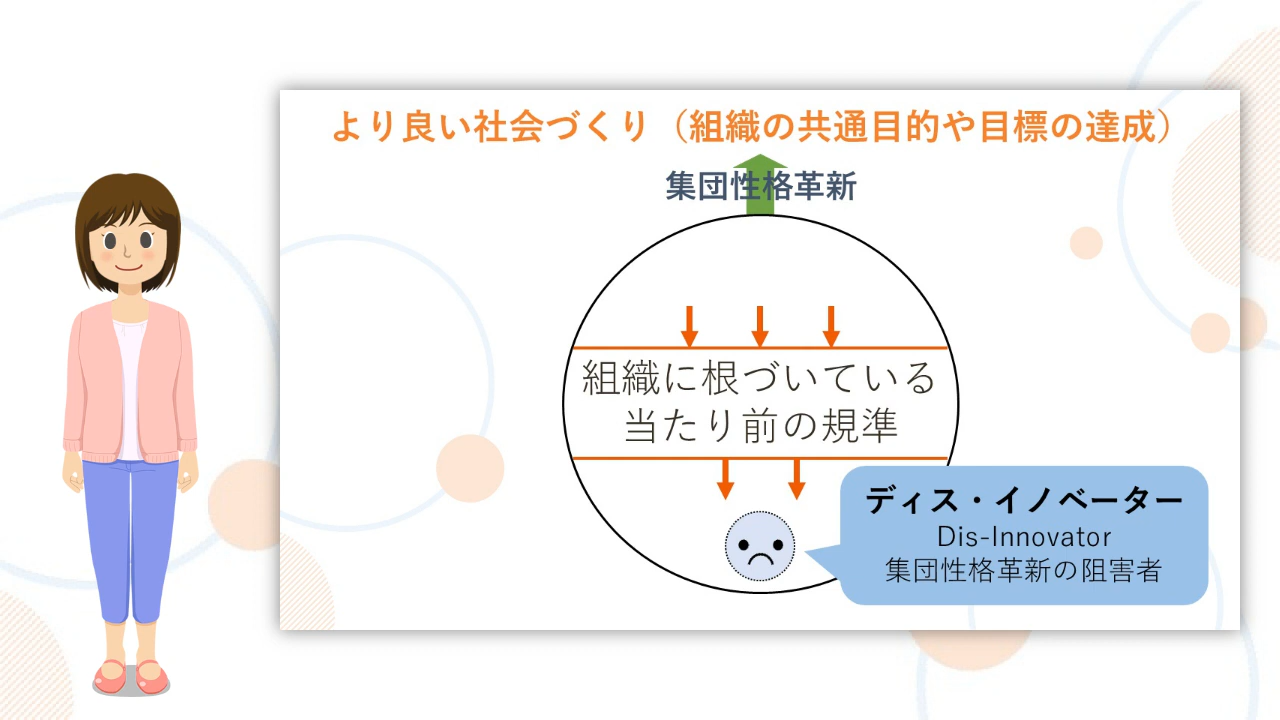 より良い社会づくり（組織の共通目的や目標の達成）
集団性格革新
組織に根づいている
当たり前の規準
ディス・イノベーター
Dis-Innovator
集団性格革新の阻害者